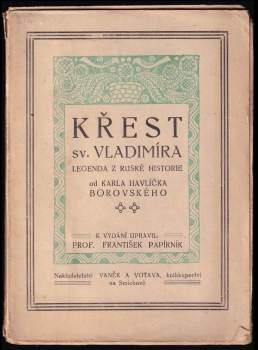 KŘEST
sv. VLADIMÍRA
LEGENDA Z RUSKÉ HISTORIE
od KARLA HAVLÍČKA
BOROVSKÉHO
K VYDÁNÍ UPRAVIL:
PROF. FRANTIŠEK PAPÍRNÍK
Nakladatelství VANĚK A VOTAVA, knihkupectví
na Smíchově